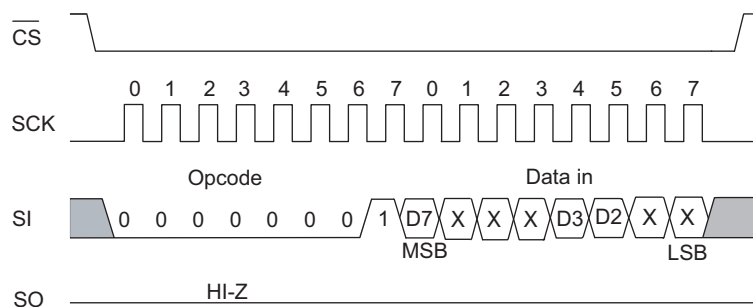 CS
0 1 2 3 4 5 6 7 0 1 2 3 4 5 6 7
SCK
Opcode Data in
SI 0 0 0 0 0 0 0 1 D7 X X X D3 D2 X X
MSB LSB
HI-Z
SO